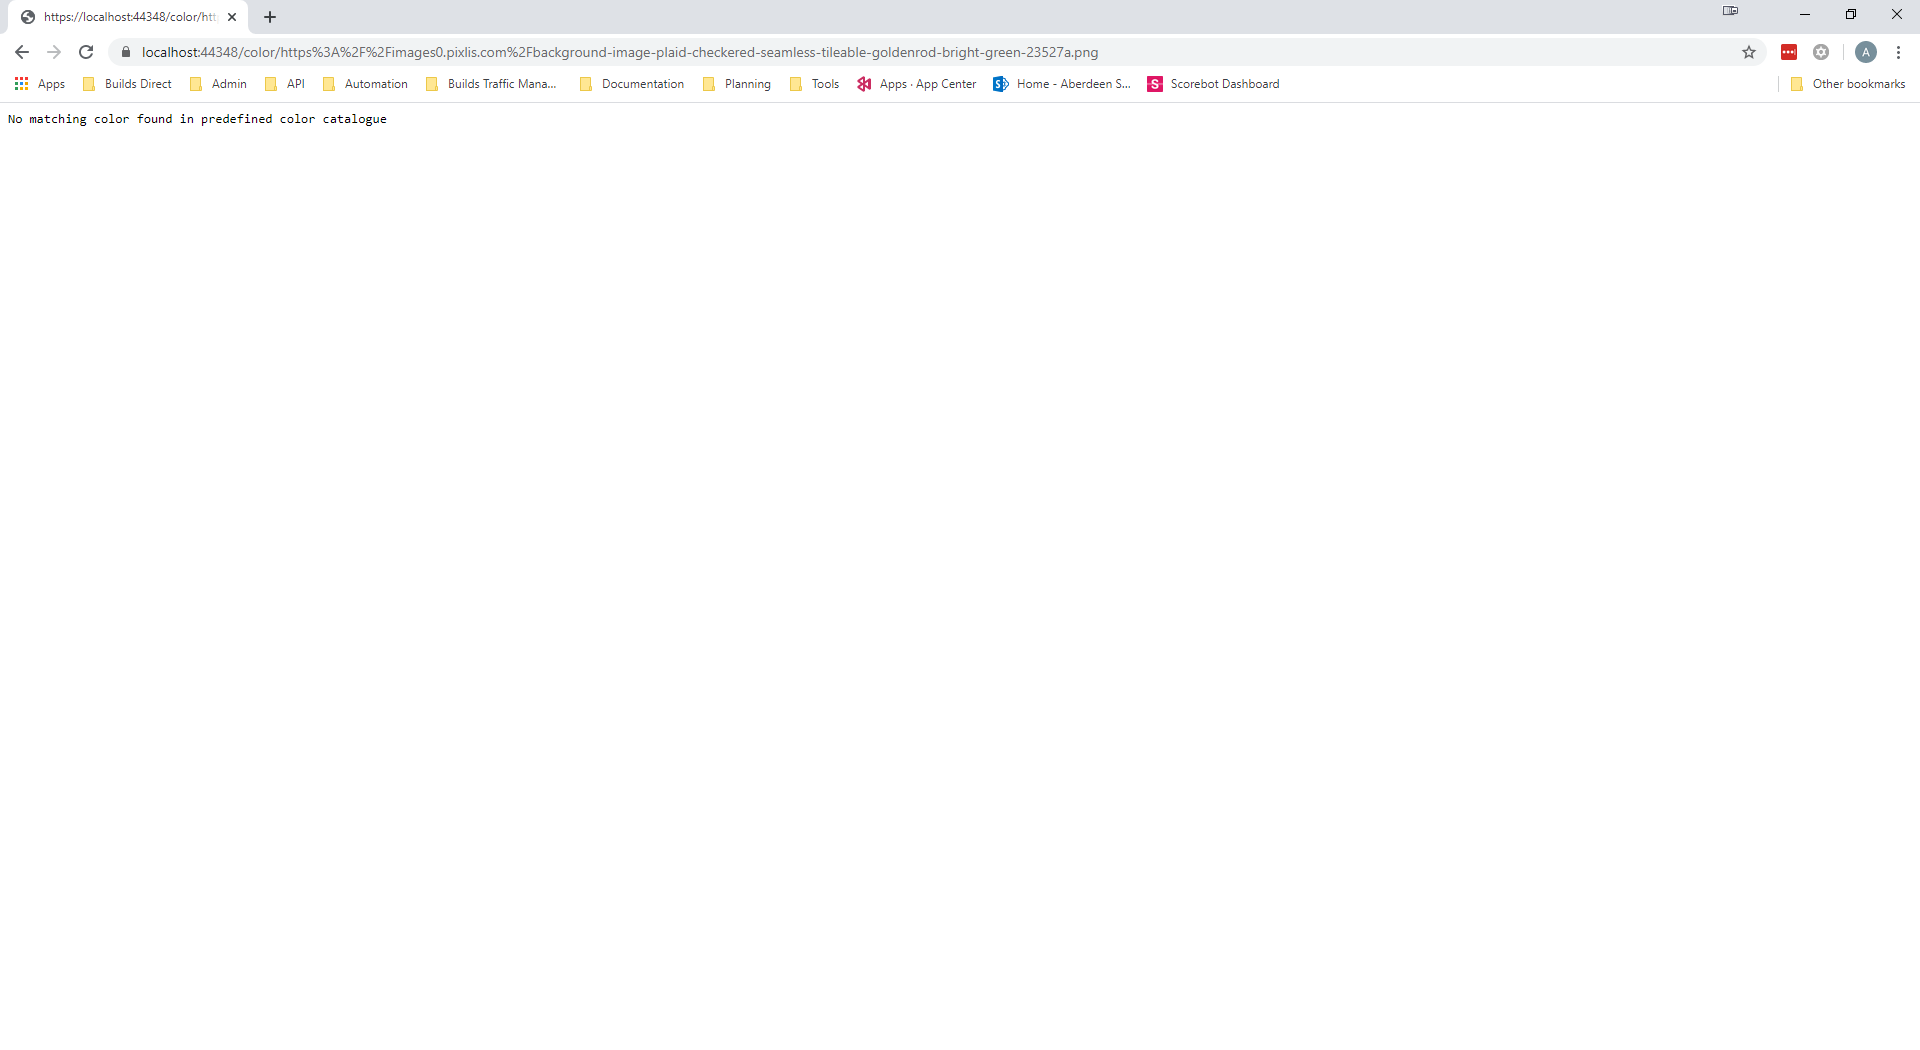 https://localhost:44348/color/htt
localhost:44348/color/https%3A%2F%2Fimages0.pixlis.com%2Fbackground-image-plaid-checkered-seamless-tileable-goldenrod-bright-green-23527a.png
A
Apps Builds Direct Admin API Automation Builds Traffic Mana... Documentation Planning Tools Apps · App Center Home - Aberdeen S... Scorebot Dashboard Other bookmarks
No matching color found in predefined color catalogue